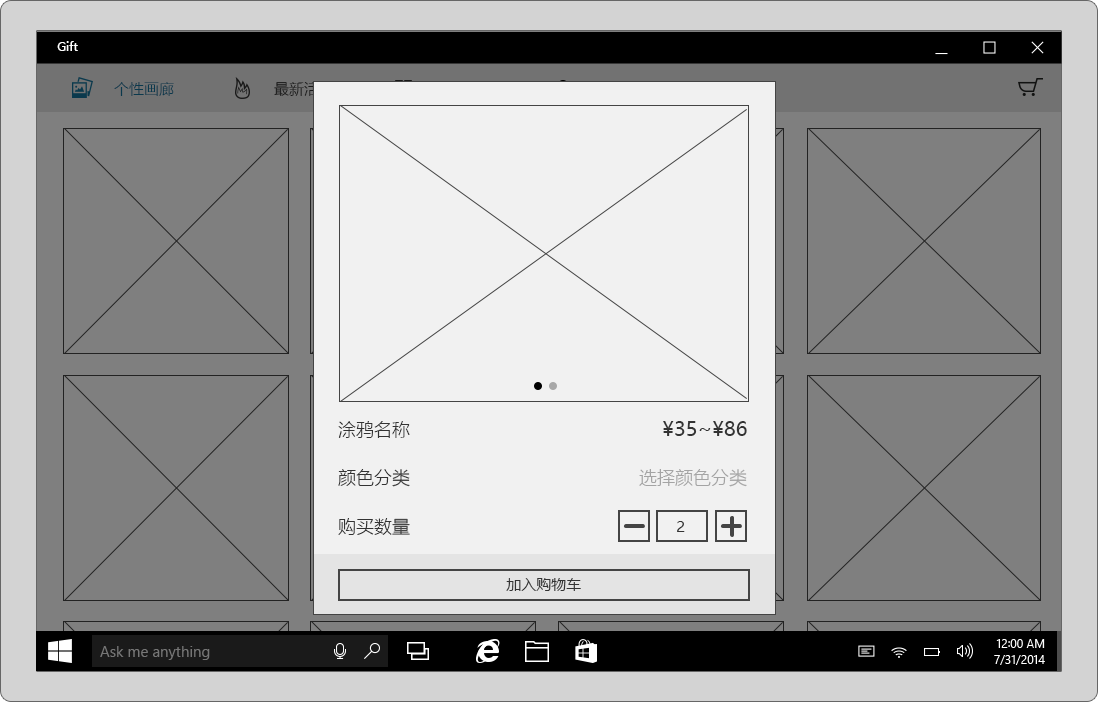 Gift
个性画廊
最新活
涂鸦名称
¥35~¥86
颜色分类
选择颜色分类
购买数量
2
加入购物车
Ask me anything
12:00 AM
7/31/2014